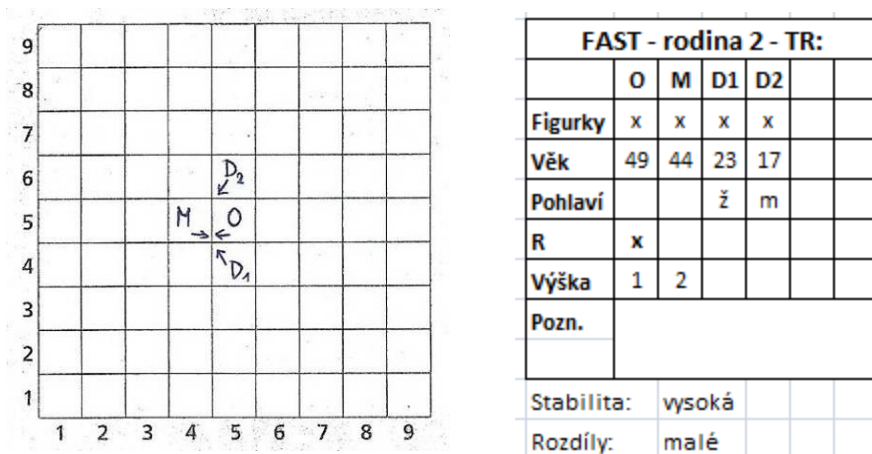 9
8
7
6 D₂
5 M O
4 D₁
3
2
1
1 2 3 4 5 6 7 8 9
FAST - rodina 2 - TR:
O M D1 D2
Figurky x x x x
Věk 49 44 23 17
Pohlaví ž m
R x
Výška 1 2
Pozn.
Stabilita: vysoká
Rozdíly: malé